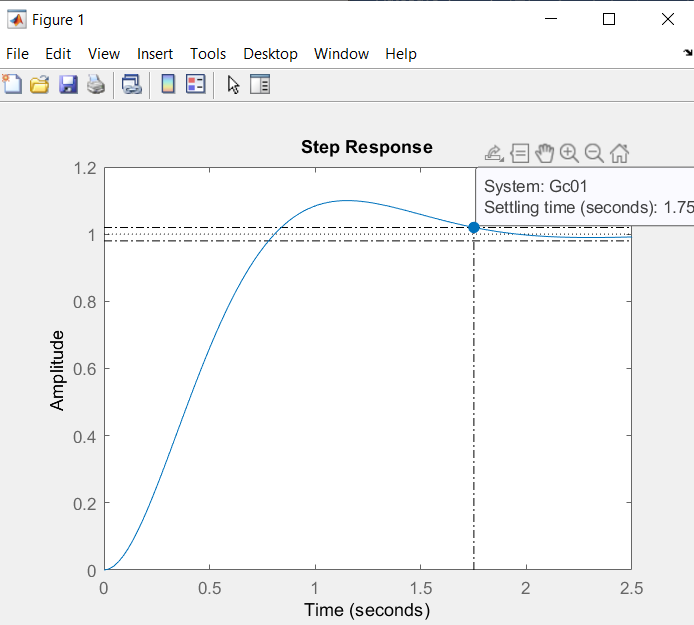 Figure 1
File Edit View Insert Tools Desktop Window Help
Step Response
System: Gc01
Settling time (seconds): 1.75
1.2
1
0.8
0.6
0.4
0.2
0
Amplitude
0 0.5 1 1.5 2 2.5
Time (seconds)